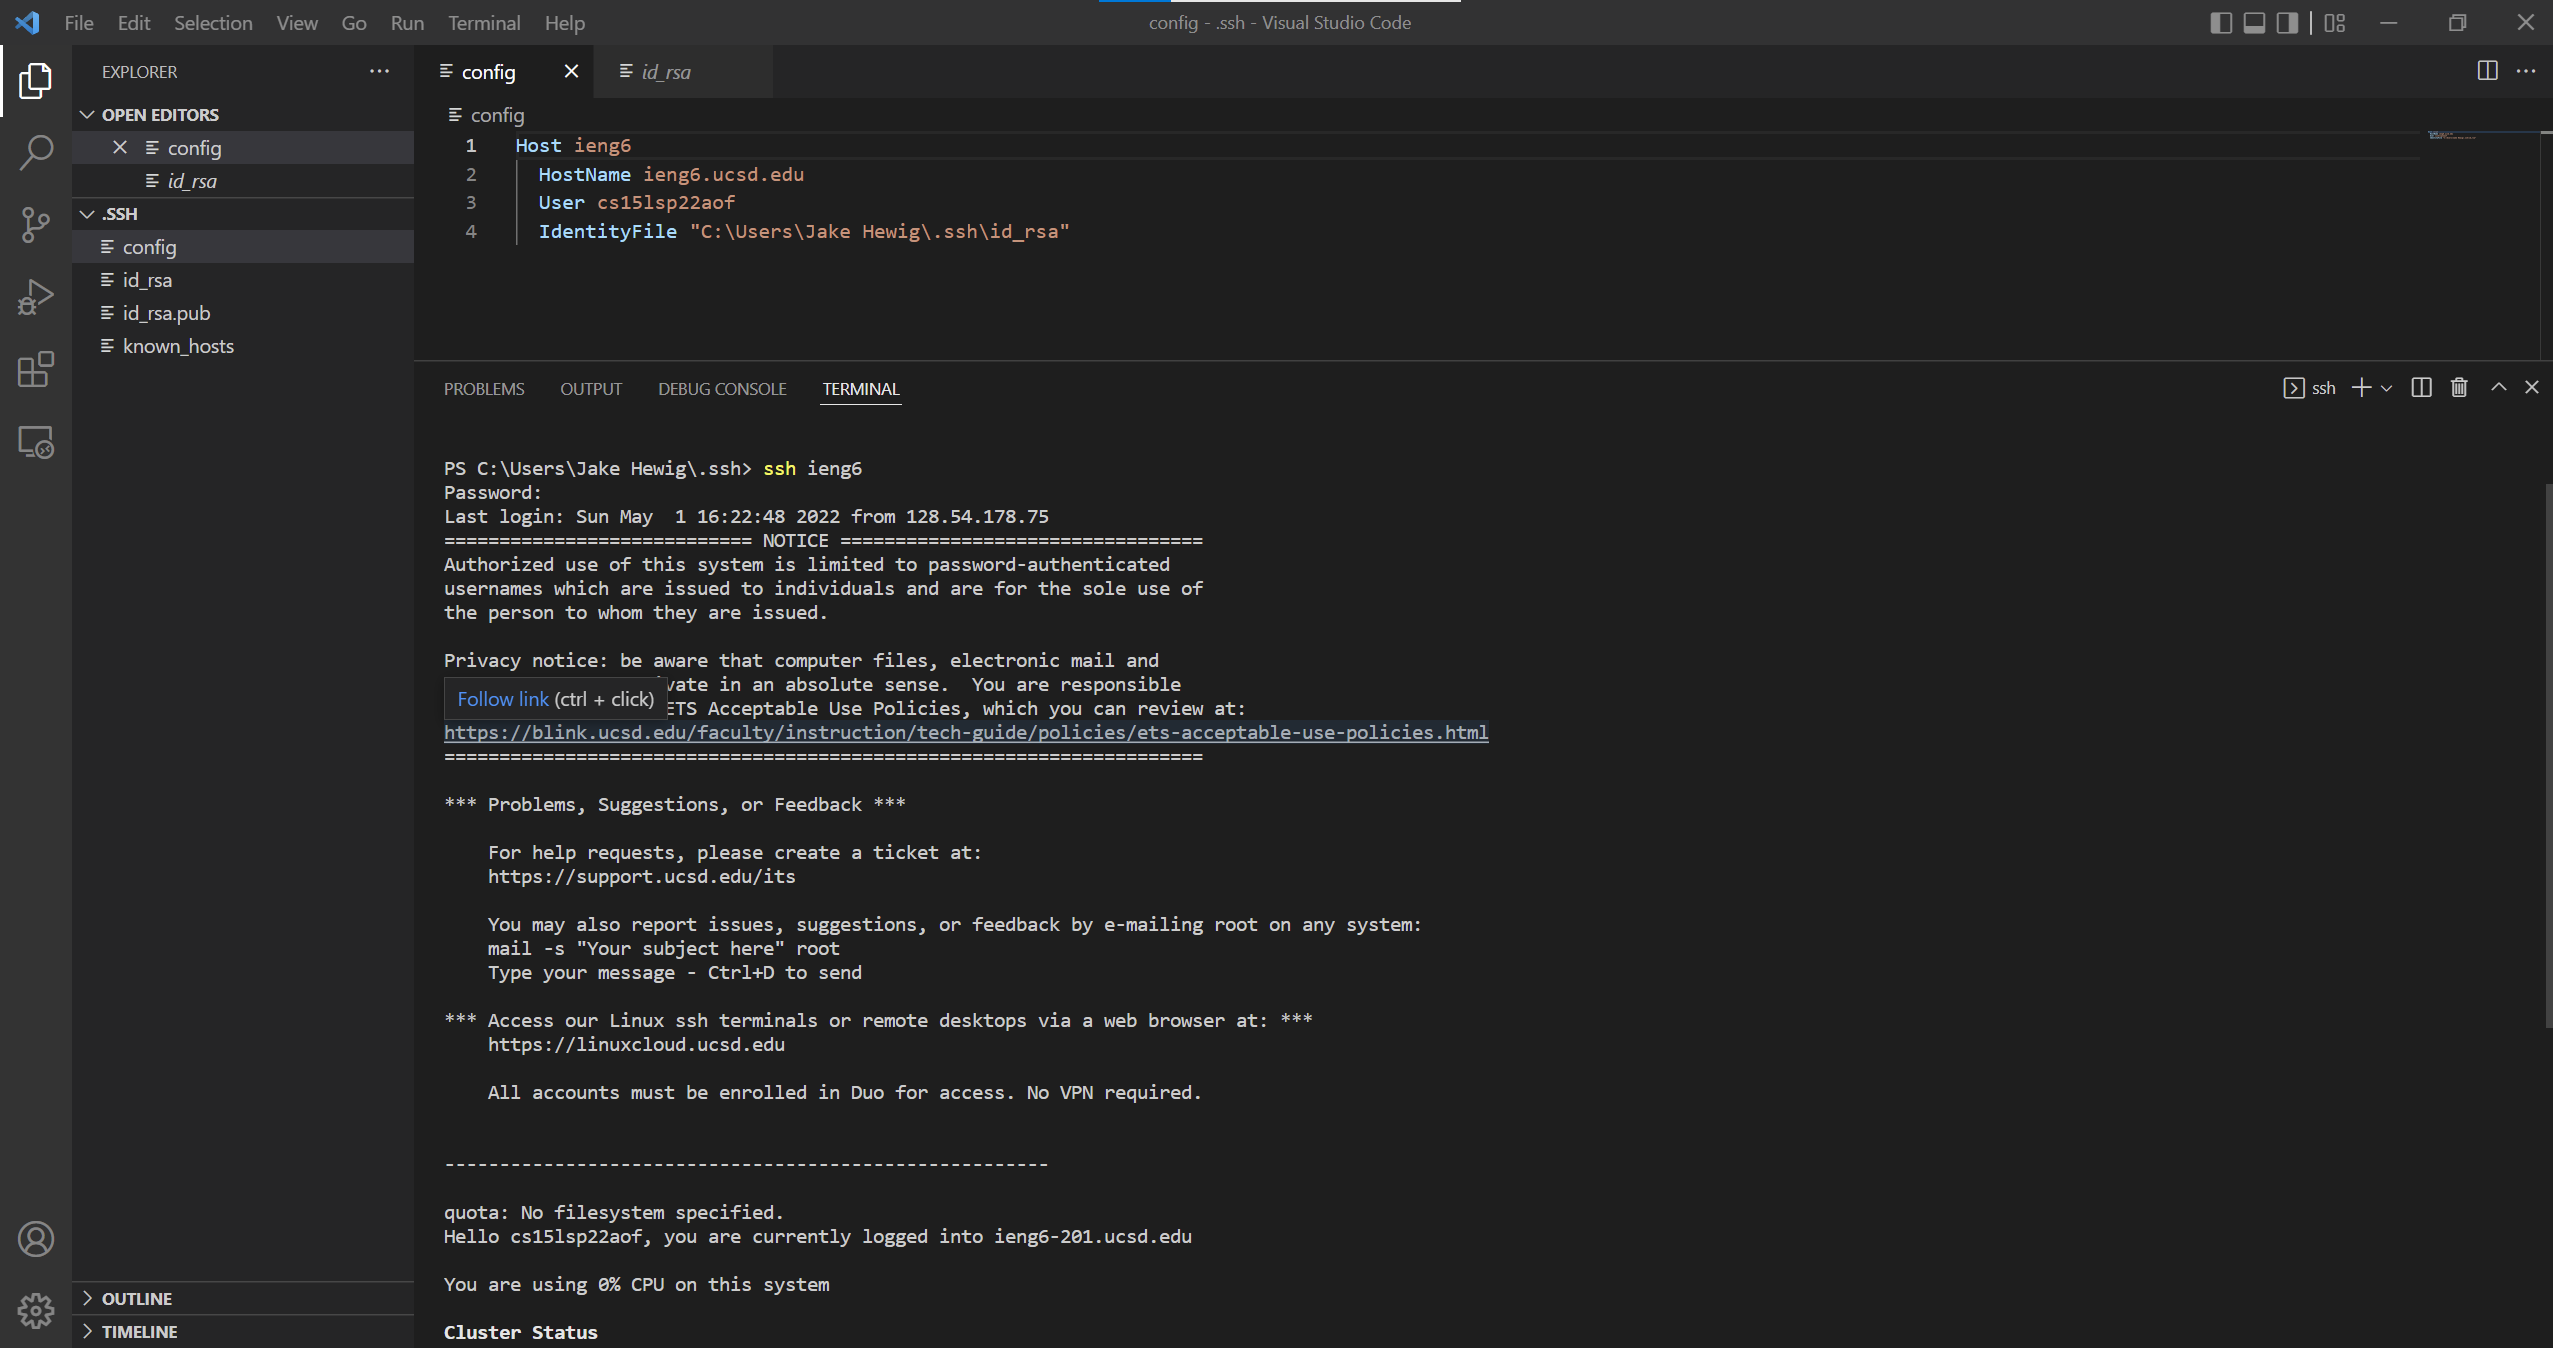 File Edit Selection View Go Run Terminal Help
config - .ssh - Visual Studio Code
EXPLORER
OPEN EDITORS
config
id_rsa
.SSH
config
id_rsa
id_rsa.pub
known_hosts
OUTLINE
TIMELINE
config
id_rsa
config
1 Host ieng6
2 HostName ieng6.ucsd.edu
3 User cs15lsp22aof
4 IdentityFile "C:\Users\Jake Hewig\.ssh\id_rsa"
PROBLEMS OUTPUT DEBUG CONSOLE TERMINAL
ssh
PS C:\Users\Jake Hewig\.ssh> ssh ieng6
Password:
Last login: Sun May  1 16:22:48 2022 from 128.54.178.75
============================ NOTICE =================================
Authorized use of this system is limited to password-authenticated
usernames which are issued to individuals and are for the sole use of
the person to whom they are issued.
Privacy notice: be aware that computer files, electronic mail and
vate in an absolute sense.  You are responsible
Follow link (ctrl + click)
ETS Acceptable Use Policies, which you can review at:
https://blink.ucsd.edu/faculty/instruction/tech-guide/policies/ets-acceptable-use-policies.html
=====================================================================
*** Problems, Suggestions, or Feedback ***
For help requests, please create a ticket at:
https://support.ucsd.edu/its
You may also report issues, suggestions, or feedback by e-mailing root on any system:
mail -s "Your subject here" root
Type your message - Ctrl+D to send
*** Access our Linux ssh terminals or remote desktops via a web browser at: ***
https://linuxcloud.ucsd.edu
All accounts must be enrolled in Duo for access. No VPN required.
-------------------------------------------------------
quota: No filesystem specified.
Hello cs15lsp22aof, you are currently logged into ieng6-201.ucsd.edu
You are using 0% CPU on this system
Cluster Status